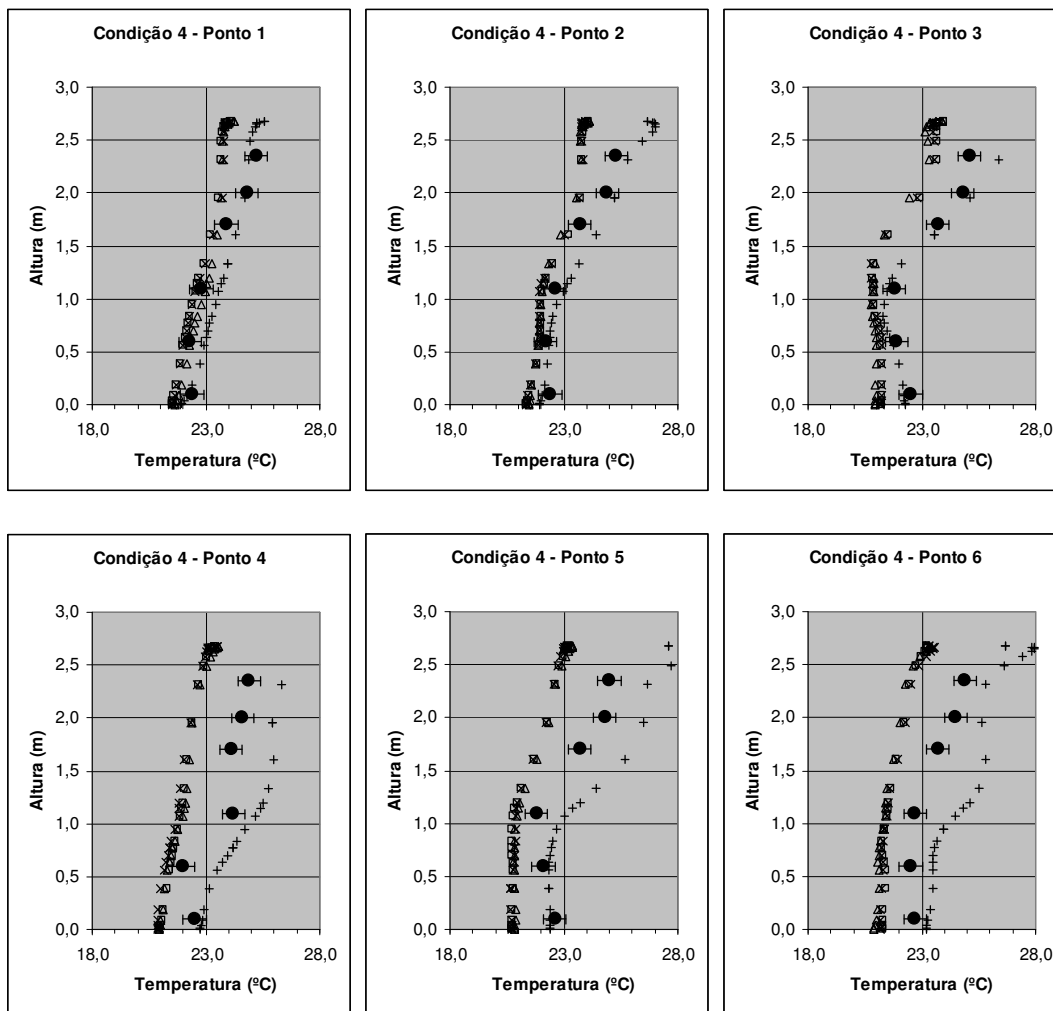 Condição 4 - Ponto 1
3,0
2,5
2,0
1,5
1,0
0,5
0,0
Altura (m)
18,0 23,0 28,0
Temperatura (ºC)
Condição 4 - Ponto 2
3,0
2,5
2,0
1,5
1,0
0,5
0,0
Altura (m)
18,0 23,0 28,0
Temperatura (ºC)
Condição 4 - Ponto 3
3,0
2,5
2,0
1,5
1,0
0,5
0,0
Altura (m)
18,0 23,0 28,0
Temperatura (ºC)
Condição 4 - Ponto 4
3,0
2,5
2,0
1,5
1,0
0,5
0,0
Altura (m)
18,0 23,0 28,0
Temperatura (ºC)
Condição 4 - Ponto 5
3,0
2,5
2,0
1,5
1,0
0,5
0,0
Altura (m)
18,0 23,0 28,0
Temperatura (ºC)
Condição 4 - Ponto 6
3,0
2,5
2,0
1,5
1,0
0,5
0,0
Altura (m)
18,0 23,0 28,0
Temperatura (ºC)